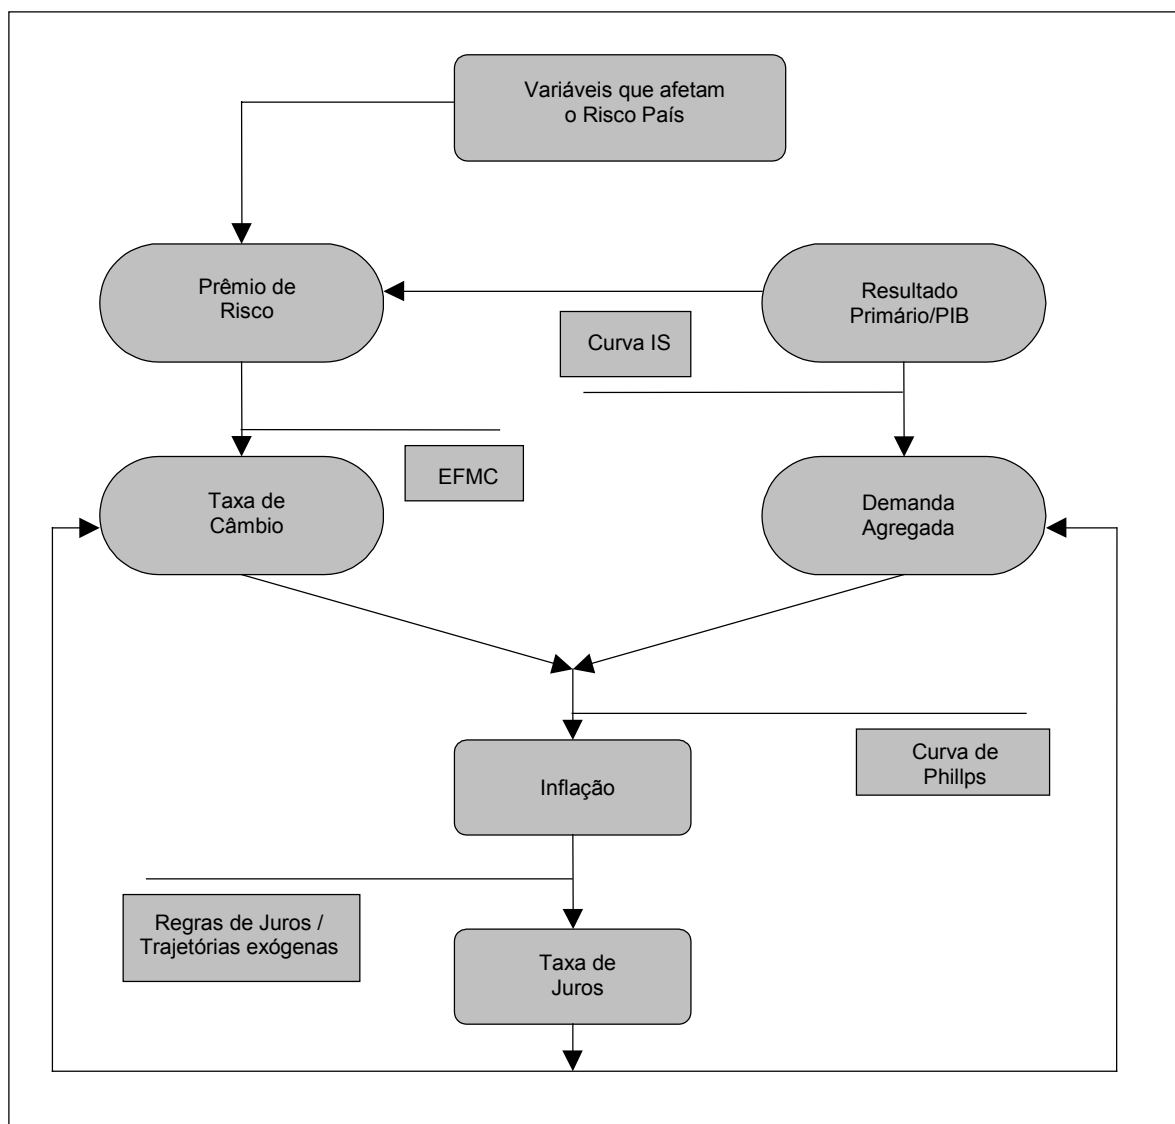 Variáveis que afetam
o Risco País
Prêmio de
Risco
Resultado
Primário/PIB
Curva IS
EFMC
Taxa de
Câmbio
Demanda
Agregada
Curva de
Phillps
Inflação
Regras de Juros /
Trajetórias exógenas
Taxa de
Juros